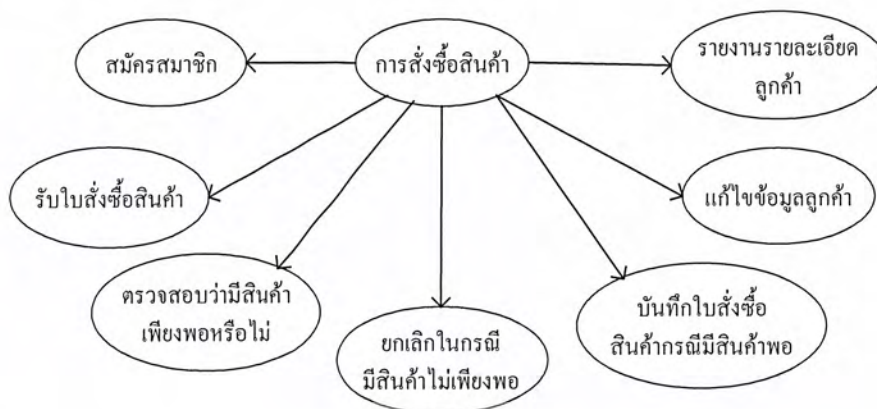 สมัครสมาชิก
การสั่งซื้อสินค้า
รายงานรายละเอียด
ลูกค้า
รับใบสั่งซื้อสินค้า
แก้ไขข้อมูลลูกค้า
ตรวจสอบว่ามีสินค้า
เพียงพอหรือไม่
ยกเลิกในกรณี
มีสินค้าไม่เพียงพอ
บันทึกใบสั่งซื้อ
สินค้ากรณีมีสินค้าพอ